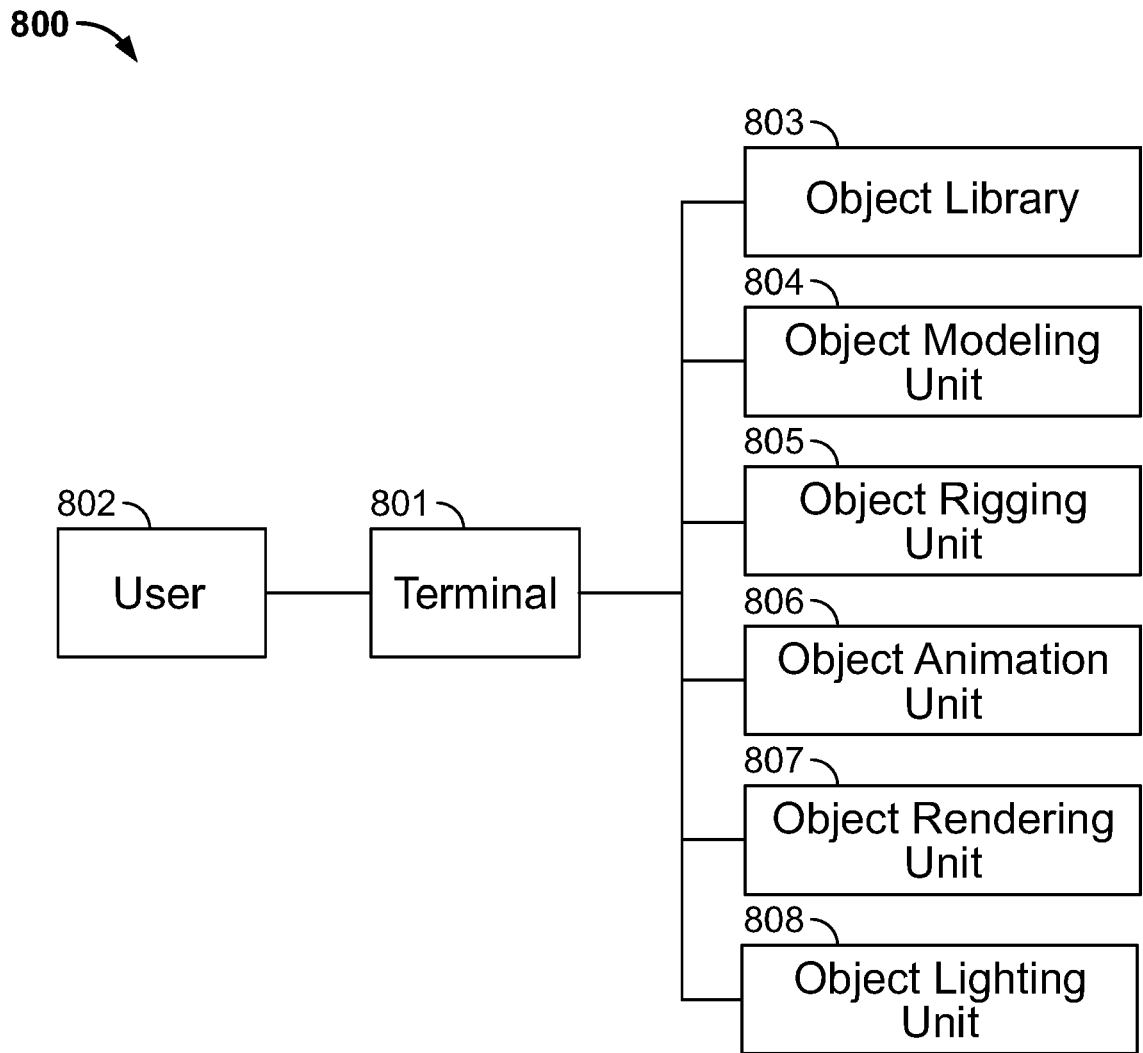 800
803
Object Library
804
Object Modeling
Unit
805
Object Rigging
Unit
802
User
801
Terminal
806
Object Animation
Unit
807
Object Rendering
Unit
808
Object Lighting
Unit